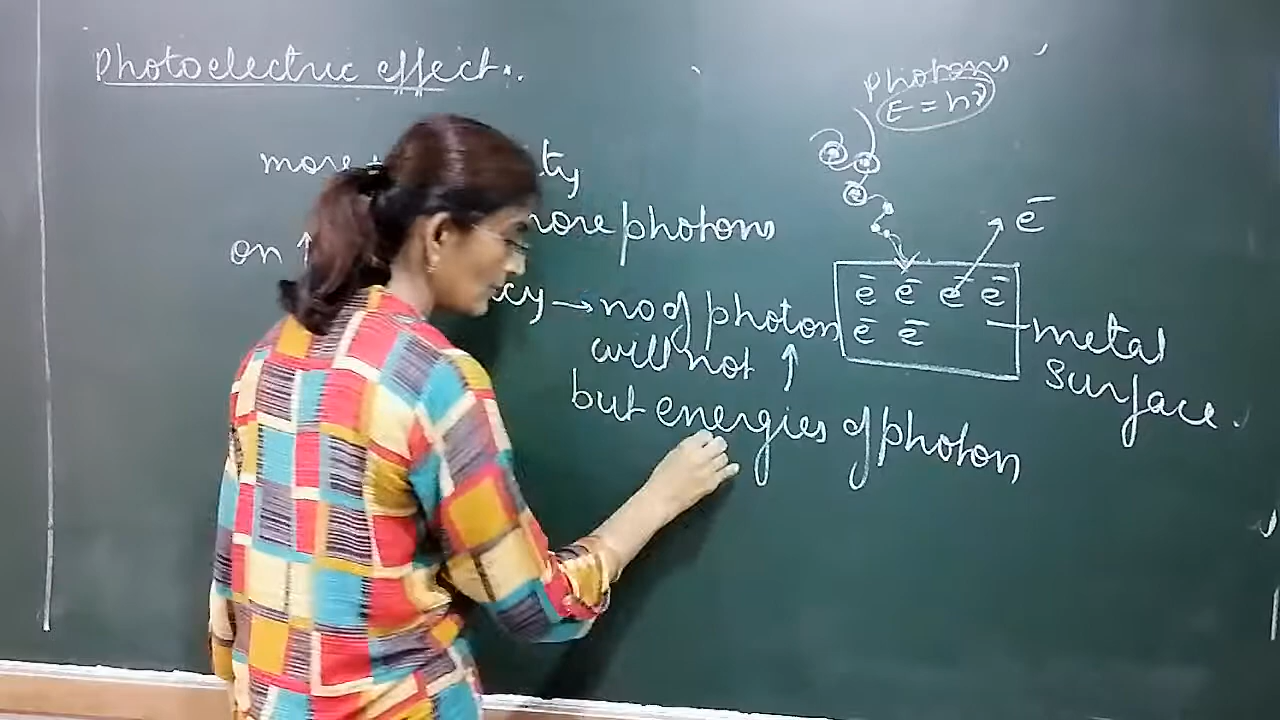 Photoelectric effect.
Photons
E = hν
more
more photons
on ↑
→ no of photon
will not ↑
but energies of photon
e⁻
e⁻ e⁻ e⁻ e⁻
e⁻ e⁻
metal
surface.